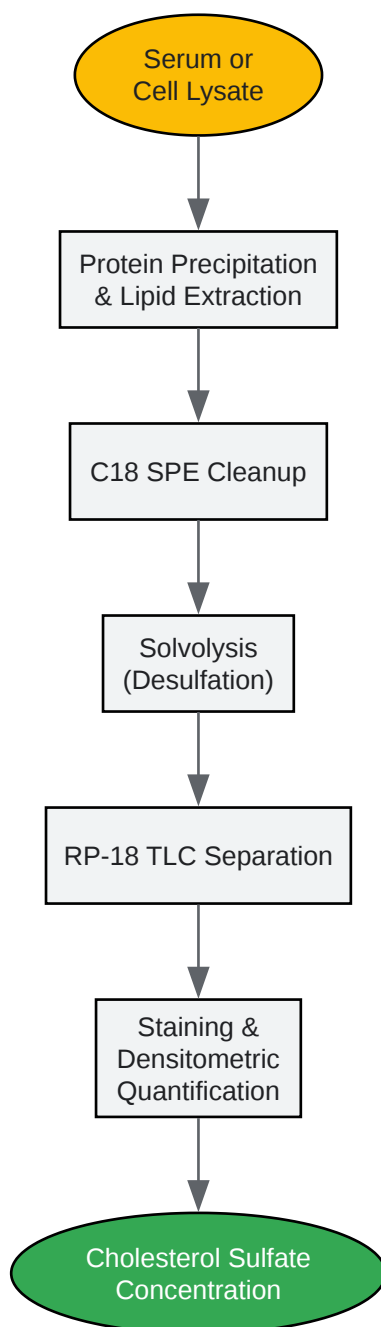 Serum or
Cell Lysate
Protein Precipitation
& Lipid Extraction
C18 SPE Cleanup
Solvolysis
(Desulfation)
RP-18 TLC Separation
Staining &
Densitometric
Quantification
Cholesterol Sulfate
Concentration